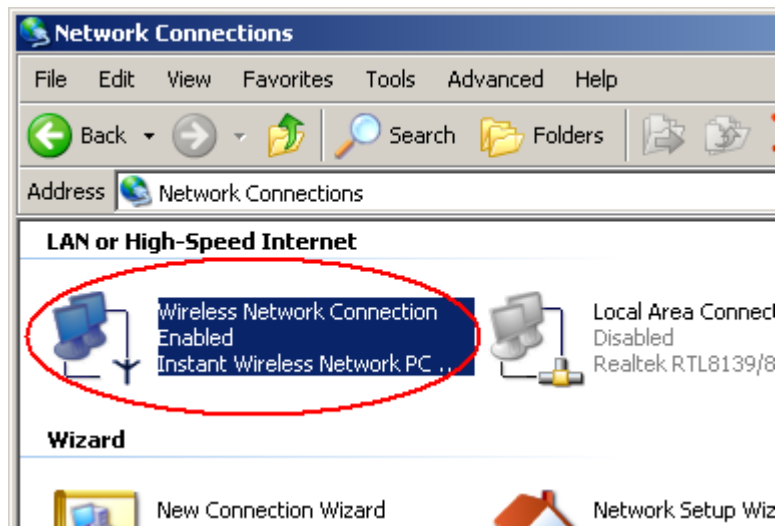 Network Connections
File Edit View Favorites Tools Advanced Help
Back Search Folders
Address Network Connections
LAN or High-Speed Internet
Wireless Network Connection
Enabled
Instant Wireless Network PC ...
Local Area Connect
Disabled
Realtek RTL8139/8
Wizard
New Connection Wizard
Network Setup Wiz